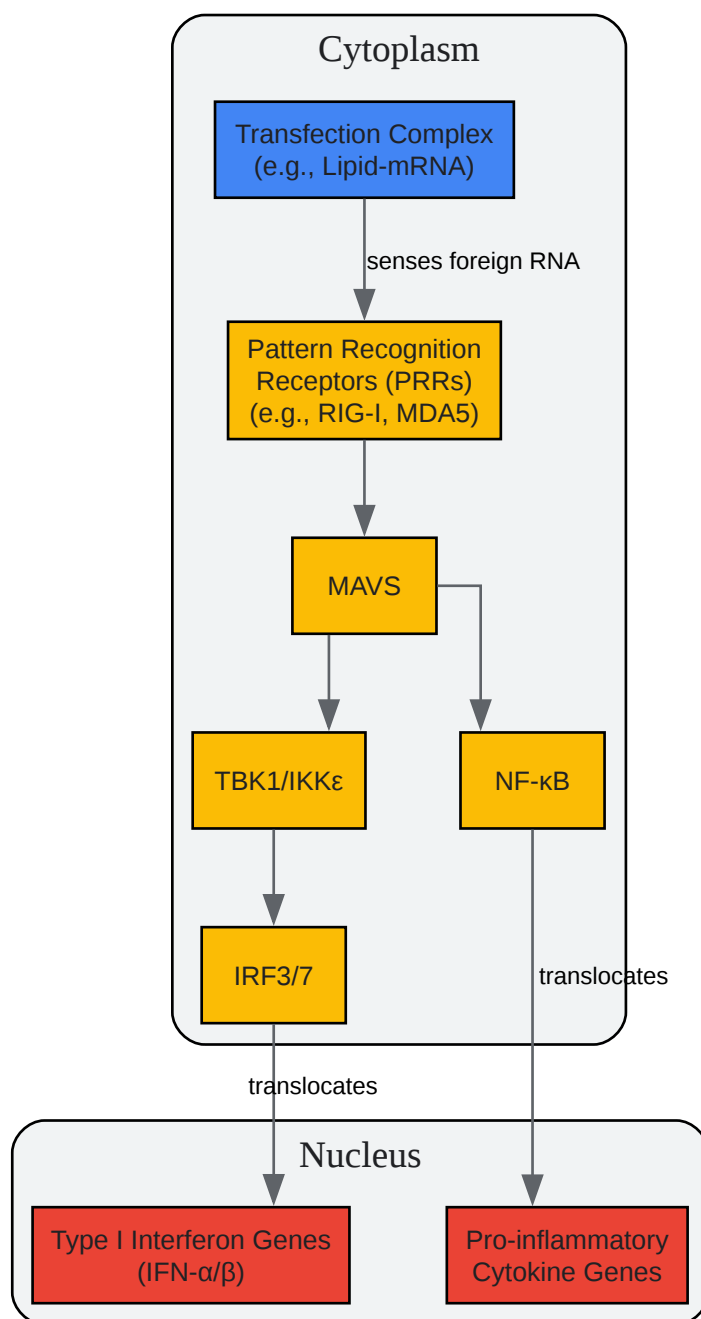 Cytoplasm
Transfection Complex
(e.g., Lipid-mRNA)
senses foreign RNA
Pattern Recognition
Receptors (PRRs)
(e.g., RIG-I, MDA5)
MAVS
TBK1/IKKε
NF-κB
IRF3/7
translocates
translocates
Nucleus
Type I Interferon Genes
(IFN-α/β)
Pro-inflammatory
Cytokine Genes